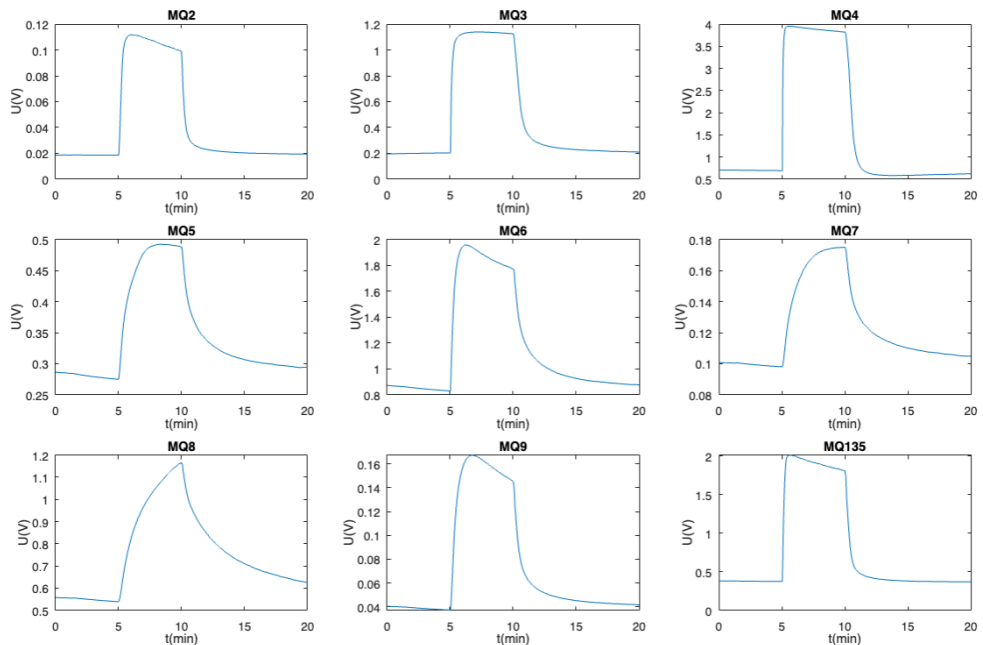 MQ2
U(V)
0.12
0.1
0.08
0.06
0.04
0.02
0
0 5 10 15 20
t(min)
MQ3
U(V)
1.2
1
0.8
0.6
0.4
0.2
0
0 5 10 15 20
t(min)
MQ4
U(V)
4
3.5
3
2.5
2
1.5
1
0.5
0 5 10 15 20
t(min)
MQ5
U(V)
0.5
0.45
0.4
0.35
0.3
0.25
0 5 10 15 20
t(min)
MQ6
U(V)
2
1.8
1.6
1.4
1.2
1
0.8
0 5 10 15 20
t(min)
MQ7
U(V)
0.18
0.16
0.14
0.12
0.1
0.08
0 5 10 15 20
t(min)
MQ8
U(V)
1.2
1.1
1
0.9
0.8
0.7
0.6
0.5
0 5 10 15 20
t(min)
MQ9
U(V)
0.16
0.14
0.12
0.1
0.08
0.06
0.04
0 5 10 15 20
t(min)
MQ135
U(V)
2
1.5
1
0.5
0
0 5 10 15 20
t(min)